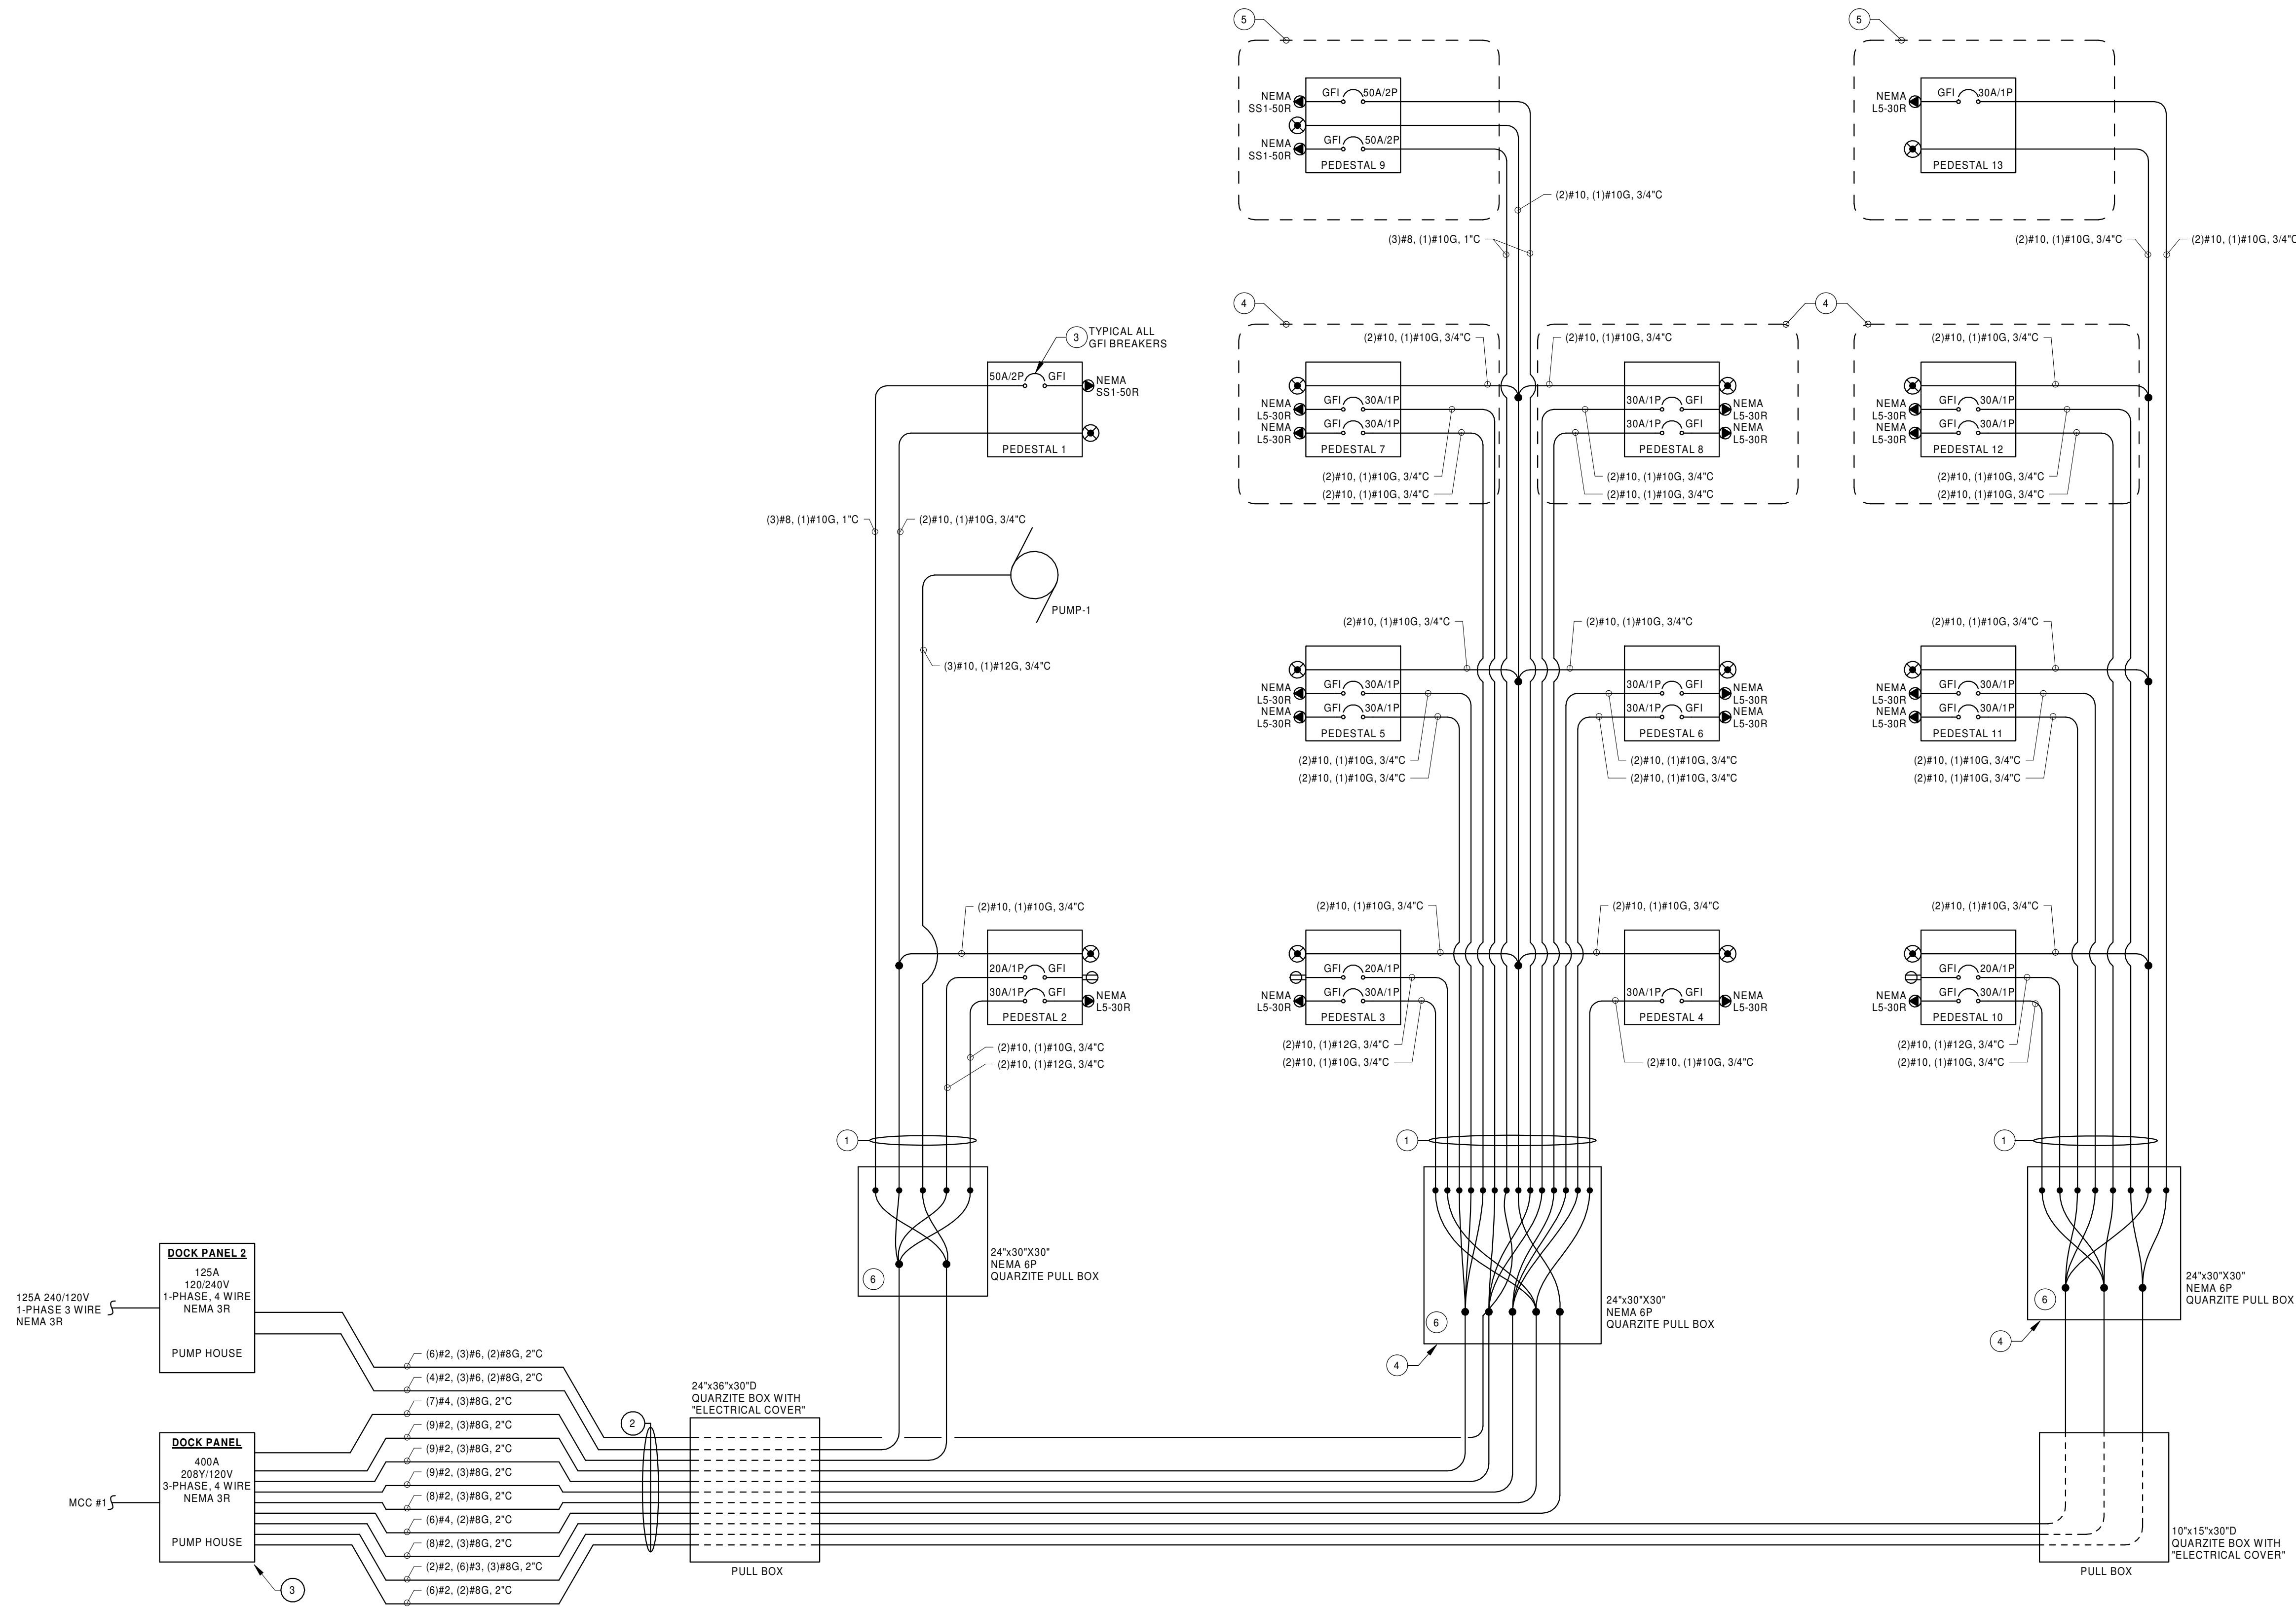 5
5
NEMA
SS1-50R
GFI
50A/2P
NEMA
SS1-50R
GFI
50A/2P
PEDESTAL 9
NEMA
L5-30R
GFI
30A/1P
PEDESTAL 13
(2)#10, (1)#10G, 3/4"C
(3)#8, (1)#10G, 1"C
(2)#10, (1)#10G, 3/4"C
(2)#10, (1)#10G, 3/4"C
4
4
3
TYPICAL ALL
GFI BREAKERS
50A/2P
GFI
NEMA
SS1-50R
PEDESTAL 1
(2)#10, (1)#10G, 3/4"C
NEMA
L5-30R
NEMA
L5-30R
GFI
30A/1P
GFI
30A/1P
PEDESTAL 7
(2)#10, (1)#10G, 3/4"C
(2)#10, (1)#10G, 3/4"C
(2)#10, (1)#10G, 3/4"C
30A/1P
GFI
30A/1P
GFI
NEMA
L5-30R
NEMA
L5-30R
PEDESTAL 8
(2)#10, (1)#10G, 3/4"C
(2)#10, (1)#10G, 3/4"C
(2)#10, (1)#10G, 3/4"C
NEMA
L5-30R
NEMA
L5-30R
GFI
30A/1P
GFI
30A/1P
PEDESTAL 12
(2)#10, (1)#10G, 3/4"C
(2)#10, (1)#10G, 3/4"C
(3)#8, (1)#10G, 1"C
(2)#10, (1)#10G, 3/4"C
PUMP-1
(3)#10, (1)#12G, 3/4"C
(2)#10, (1)#10G, 3/4"C
NEMA
L5-30R
NEMA
L5-30R
GFI
30A/1P
GFI
30A/1P
PEDESTAL 5
(2)#10, (1)#10G, 3/4"C
(2)#10, (1)#10G, 3/4"C
(2)#10, (1)#10G, 3/4"C
30A/1P
GFI
30A/1P
GFI
NEMA
L5-30R
NEMA
L5-30R
PEDESTAL 6
(2)#10, (1)#10G, 3/4"C
(2)#10, (1)#10G, 3/4"C
(2)#10, (1)#10G, 3/4"C
NEMA
L5-30R
NEMA
L5-30R
GFI
30A/1P
GFI
30A/1P
PEDESTAL 11
(2)#10, (1)#10G, 3/4"C
(2)#10, (1)#10G, 3/4"C
(2)#10, (1)#10G, 3/4"C
20A/1P
GFI
30A/1P
GFI
NEMA
L5-30R
PEDESTAL 2
(2)#10, (1)#10G, 3/4"C
(2)#10, (1)#12G, 3/4"C
(2)#10, (1)#10G, 3/4"C
GFI
20A/1P
NEMA
L5-30R
GFI
30A/1P
PEDESTAL 3
(2)#10, (1)#12G, 3/4"C
(2)#10, (1)#10G, 3/4"C
(2)#10, (1)#10G, 3/4"C
30A/1P
GFI
NEMA
L5-30R
PEDESTAL 4
(2)#10, (1)#10G, 3/4"C
(2)#10, (1)#10G, 3/4"C
GFI
20A/1P
NEMA
L5-30R
GFI
30A/1P
PEDESTAL 10
(2)#10, (1)#12G, 3/4"C
(2)#10, (1)#10G, 3/4"C
1
1
1
6
24"x30"X30"
NEMA 6P
QUARZITE PULL BOX
6
24"x30"X30"
NEMA 6P
QUARZITE PULL BOX
4
6
24"x30"X30"
NEMA 6P
QUARZITE PULL BOX
4
125A 240/120V
1-PHASE 3 WIRE
NEMA 3R
DOCK PANEL 2
125A
120/240V
1-PHASE, 4 WIRE
NEMA 3R
PUMP HOUSE
MCC #1
DOCK PANEL
400A
208Y/120V
3-PHASE, 4 WIRE
NEMA 3R
PUMP HOUSE
3
(6)#2, (3)#6, (2)#8G, 2"C
(4)#2, (3)#6, (2)#8G, 2"C
(7)#4, (3)#8G, 2"C
(9)#2, (3)#8G, 2"C
(9)#2, (3)#8G, 2"C
(9)#2, (3)#8G, 2"C
(8)#2, (3)#8G, 2"C
(6)#4, (2)#8G, 2"C
(8)#2, (3)#8G, 2"C
(2)#2, (6)#3, (3)#8G, 2"C
(6)#2, (2)#8G, 2"C
2
24"x36"x30"D
QUARZITE BOX WITH
"ELECTRICAL COVER"
PULL BOX
10"x15"x30"D
QUARZITE BOX WITH
"ELECTRICAL COVER"
PULL BOX